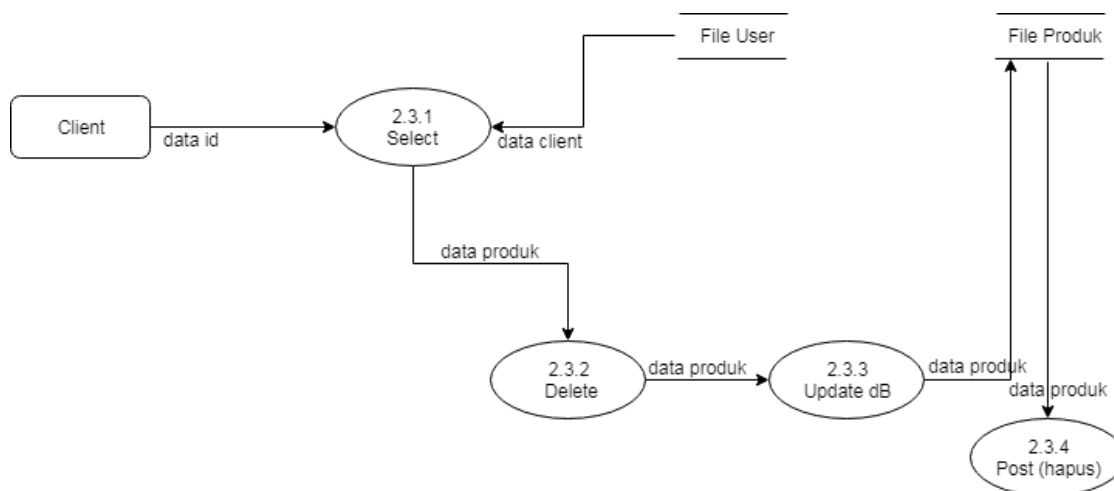 File User
File Produk
Client
data id
2.3.1
Select
data client
data produk
2.3.2
Delete
data produk
2.3.3
Update dB
data produk
data produk
2.3.4
Post (hapus)